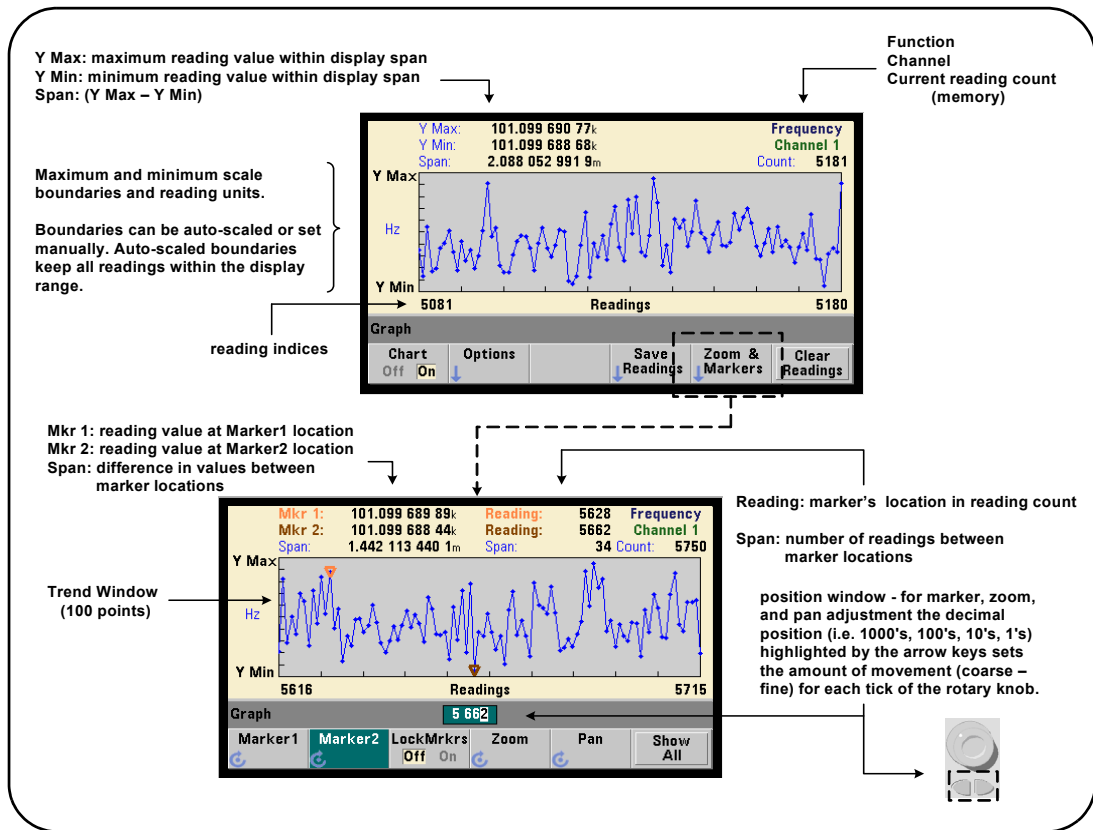 Y Max: maximum reading value within display span
Y Min: minimum reading value within display span
Span: (Y Max – Y Min)
Function
Channel
Current reading count
(memory)
Maximum and minimum scale
boundaries and reading units.
Boundaries can be auto-scaled or set
manually. Auto-scaled boundaries
keep all readings within the display
range.
reading indices
Y Max: 101.099 690 77k Frequency
Y Min: 101.099 688 68k Channel 1
Span: 2.088 052 991 9m Count: 5181
Y Max
Hz
Y Min
5081 Readings 5180
Graph
Chart Options Save Zoom & Clear
Off On Readings Markers Readings
Mkr 1: reading value at Marker1 location
Mkr 2: reading value at Marker2 location
Span: difference in values between
marker locations
Mkr 1: 101.099 689 89k Reading: 5628 Frequency
Mkr 2: 101.099 688 44k Reading: 5662 Channel 1
Span: 1.442 113 440 1m Span: 34 Count: 5750
Y Max
Hz
Y Min
5616 Readings 5715
Graph 5 662
Marker1 Marker2 LockMrkrs Zoom Pan Show
Off On All
Trend Window
(100 points)
Reading: marker's location in reading count
Span: number of readings between
marker locations
position window - for marker, zoom,
and pan adjustment the decimal
position (i.e. 1000's, 100's, 10's, 1's)
highlighted by the arrow keys sets
the amount of movement (coarse –
fine) for each tick of the rotary knob.